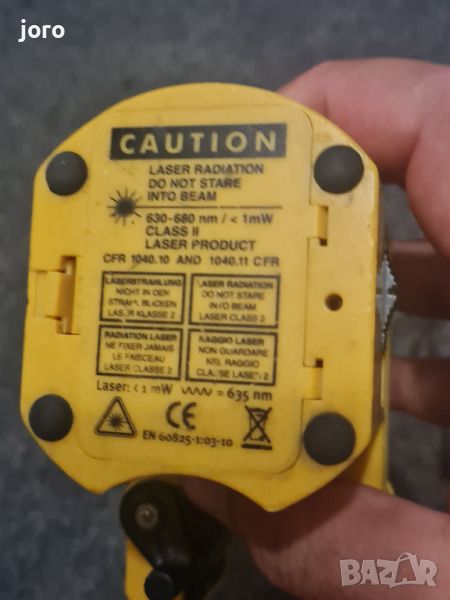 joro
CAUTION
LASER RADIATION
DO NOT STARE
INTO BEAM
630-680 nm / < 1mW
CLASS II
LASER PRODUCT
CFR 1040.10 AND 1040.11 CFR
LASERSTRAHLUNG
NICHT IN DEN
STRAHL BLICKEN
LASER KLASSE 2
LASER RADIATION
DO NOT STARE
INTO BEAM
LASER CLASS 2
RADIATION LASER
NE FIXER JAMAIS
LE FAISCEAU
LASER CLASSE 2
RAGGIO LASER
NON GUARDARE
NEL RAGGIO
CLASSE LASER 2
Laser: < 1 mW = 635 nm
CE
EN 60825-1:03-10
BAZAR